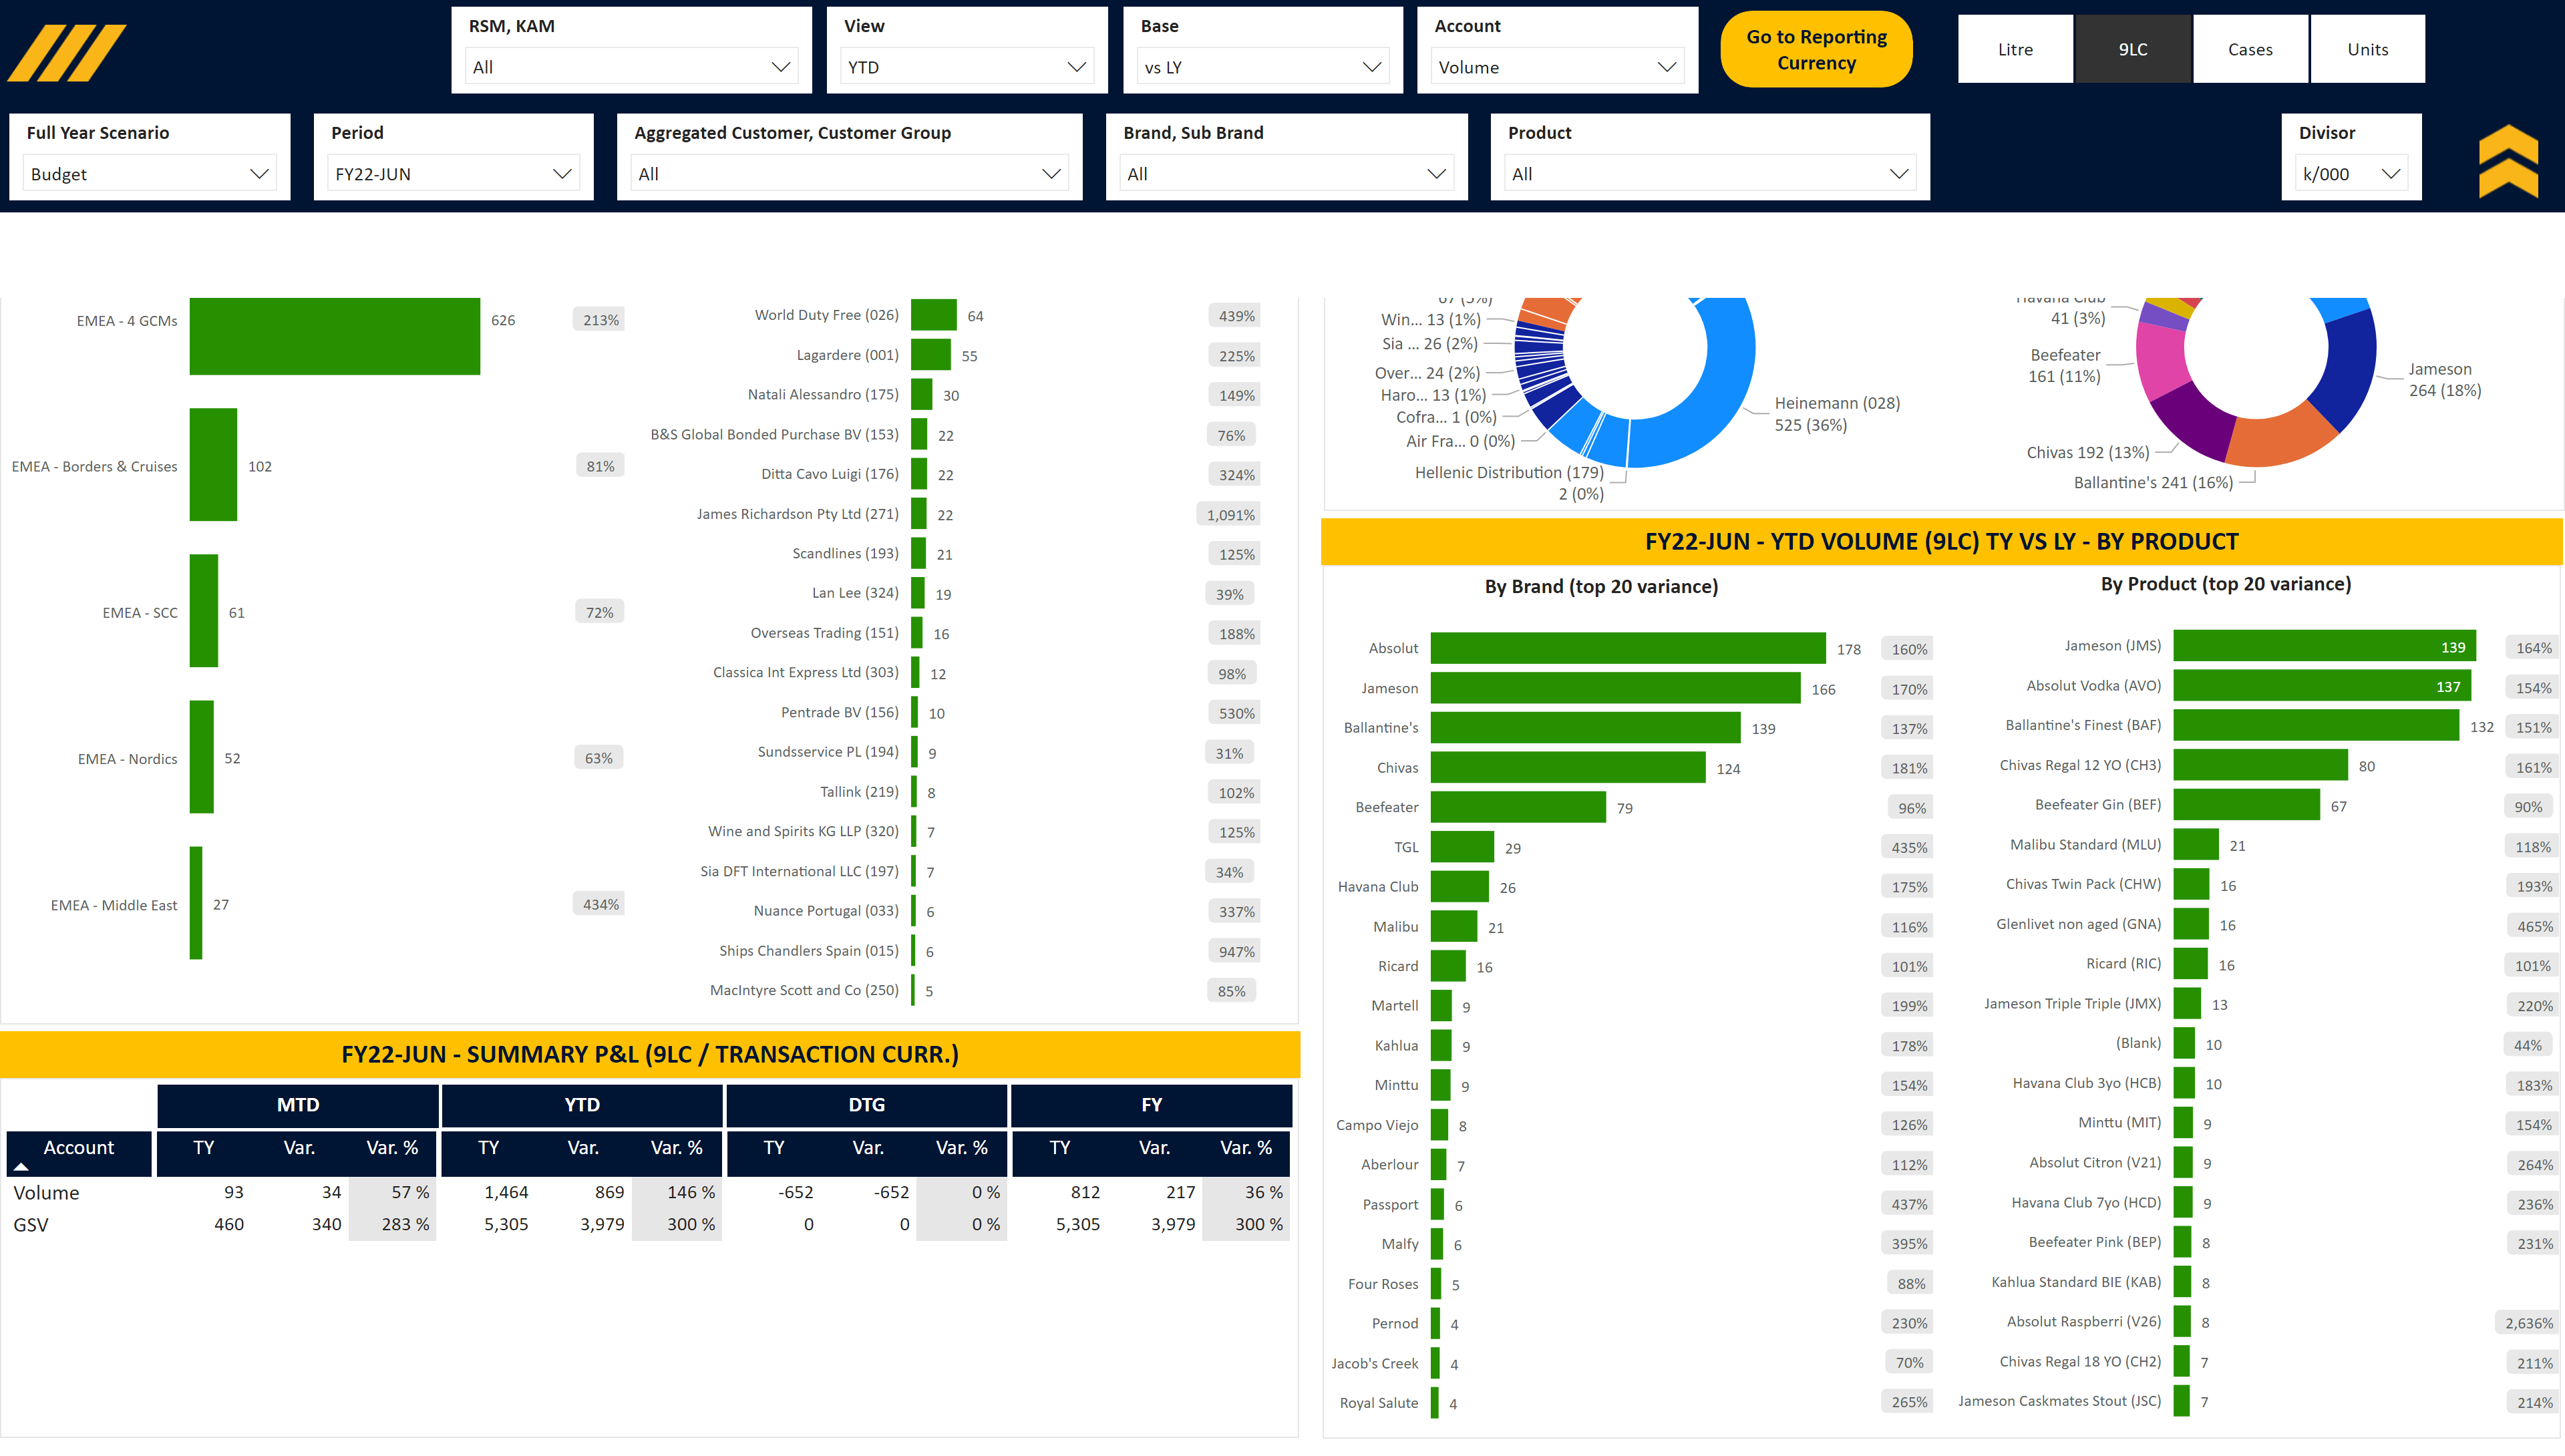 RSM, KAM
All
View
YTD
Base
vs LY
Account
Volume
Go to Reporting
Currency
Litre
9LC
Cases
Units
Full Year Scenario
Budget
Period
FY22-JUN
Aggregated Customer, Customer Group
All
Brand, Sub Brand
All
Product
All
Divisor
k/000
EMEA - 4 GCMs 626 213%
EMEA - Borders & Cruises 102 81%
EMEA - SCC 61 72%
EMEA - Nordics 52 63%
EMEA - Middle East 27 434%
World Duty Free (026) 64 439%
Lagardere (001) 55 225%
Natali Alessandro (175) 30 149%
B&S Global Bonded Purchase BV (153) 22 76%
Ditta Cavo Luigi (176) 22 324%
James Richardson Pty Ltd (271) 22 1,091%
Scandlines (193) 21 125%
Lan Lee (324) 19 39%
Overseas Trading (151) 16 188%
Classica Int Express Ltd (303) 12 98%
Pentrade BV (156) 10 530%
Sundsservice PL (194) 9 31%
Tallink (219) 8 102%
Wine and Spirits KG LLP (320) 7 125%
Sia DFT International LLC (197) 7 34%
Nuance Portugal (033) 6 337%
Ships Chandlers Spain (015) 6 947%
MacIntyre Scott and Co (250) 5 85%
Win... 13 (1%)
Sia ... 26 (2%)
Over... 24 (2%)
Haro... 13 (1%)
Cofra... 1 (0%)
Air Fra... 0 (0%)
Hellenic Distribution (179)
2 (0%)
Heinemann (028)
525 (36%)
Havana Club
41 (3%)
Beefeater
161 (11%)
Chivas 192 (13%)
Ballantine's 241 (16%)
Jameson
264 (18%)
FY22-JUN - YTD VOLUME (9LC) TY VS LY - BY PRODUCT
By Brand (top 20 variance)
Absolut 178 160%
Jameson 166 170%
Ballantine's 139 137%
Chivas 124 181%
Beefeater 79 96%
TGL 29 435%
Havana Club 26 175%
Malibu 21 116%
Ricard 16 101%
Martell 9 199%
Kahlua 9 178%
Minttu 9 154%
Campo Viejo 8 126%
Aberlour 7 112%
Passport 6 437%
Malfy 6 395%
Four Roses 5 88%
Pernod 4 230%
Jacob's Creek 4 70%
Royal Salute 4 265%
By Product (top 20 variance)
Jameson (JMS) 139 164%
Absolut Vodka (AVO) 137 154%
Ballantine's Finest (BAF) 132 151%
Chivas Regal 12 YO (CH3) 80 161%
Beefeater Gin (BEF) 67 90%
Malibu Standard (MLU) 21 118%
Chivas Twin Pack (CHW) 16 193%
Glenlivet non aged (GNA) 16 465%
Ricard (RIC) 16 101%
Jameson Triple Triple (JMX) 13 220%
(Blank) 10 44%
Havana Club 3yo (HCB) 10 183%
Minttu (MIT) 9 154%
Absolut Citron (V21) 9 264%
Havana Club 7yo (HCD) 9 236%
Beefeater Pink (BEP) 8 231%
Kahlua Standard BIE (KAB) 8
Absolut Raspberri (V26) 8 2,636%
Chivas Regal 18 YO (CH2) 7 211%
Jameson Caskmates Stout (JSC) 7 214%
FY22-JUN - SUMMARY P&L (9LC / TRANSACTION CURR.)
MTD YTD DTG FY
Account TY Var. Var. % TY Var. Var. % TY Var. Var. % TY Var. Var. %
Volume 93 34 57 % 1,464 869 146 % -652 -652 0 % 812 217 36 %
GSV 460 340 283 % 5,305 3,979 300 % 0 0 0 % 5,305 3,979 300 %